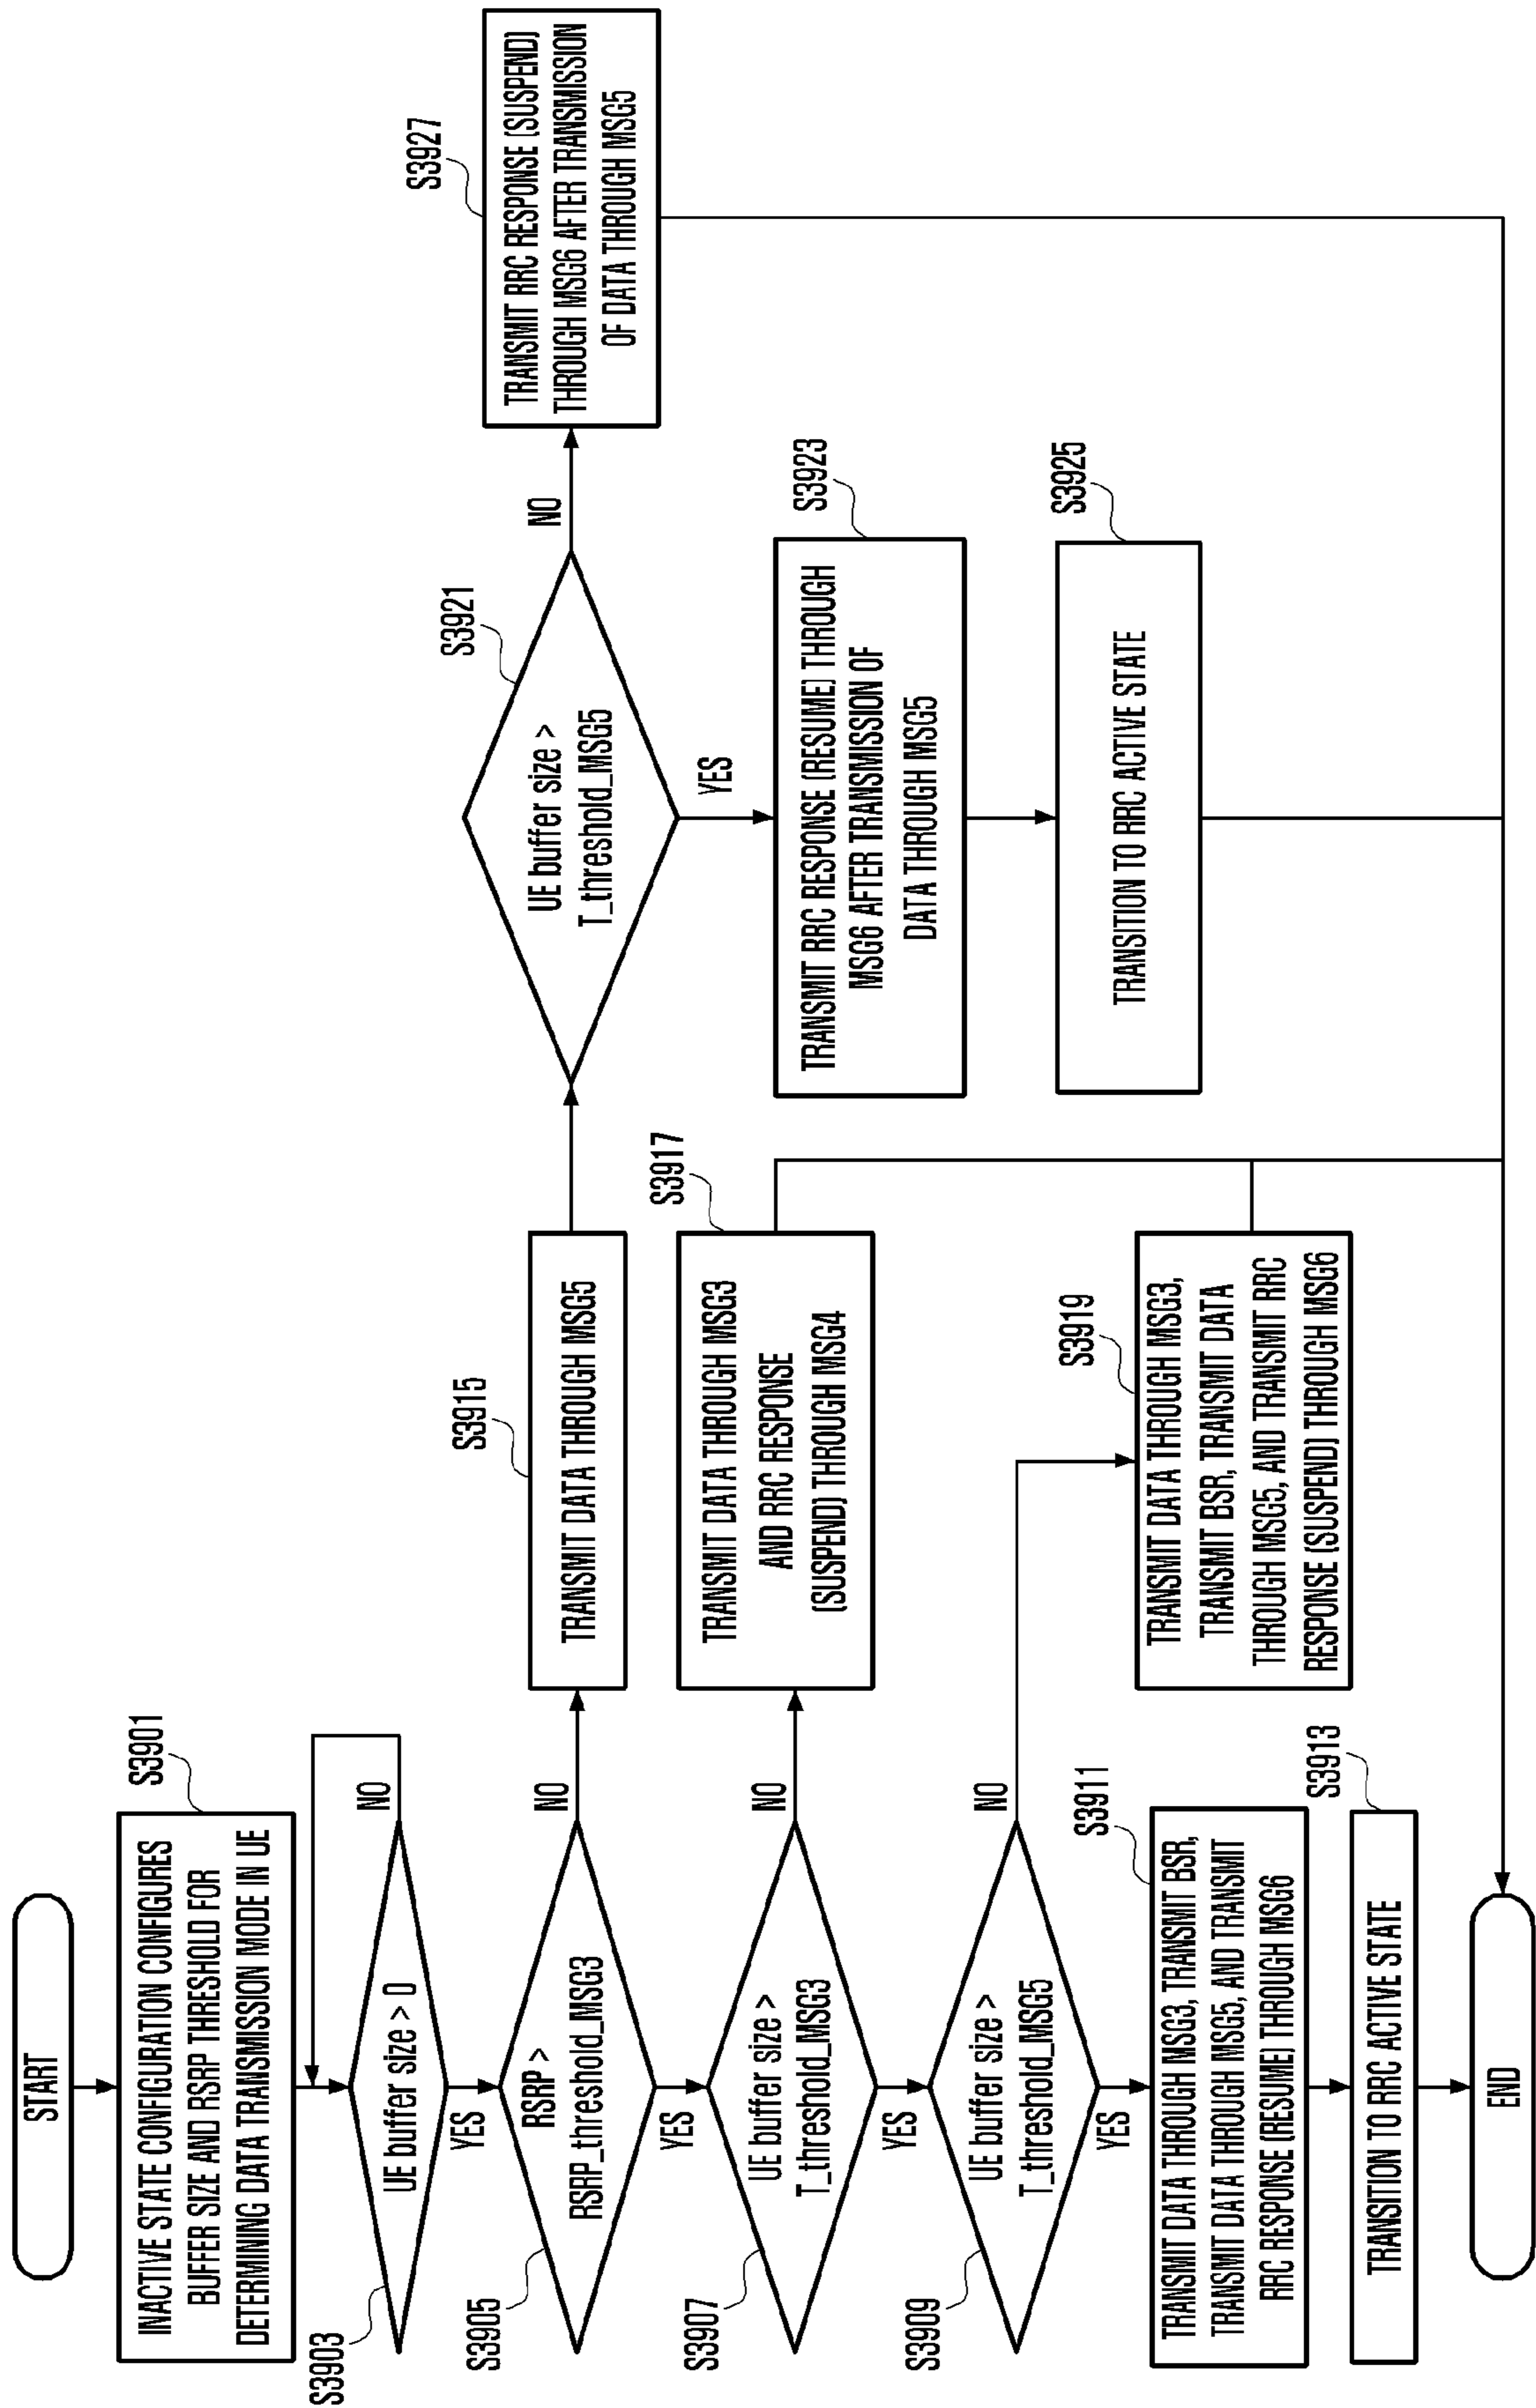 START
S3901
INACTIVE STATE CONFIGURATION CONFIGURES
BUFFER SIZE AND RSRP THRESHOLD FOR
DETERMINING DATA TRANSMISSION MODE IN UE
S3903
UE buffer size > 0
NO
YES
S3905
RSRP >
RSRP_threshold_MSG3
NO
YES
S3907
UE buffer size >
T_threshold_MSG3
NO
YES
S3909
UE buffer size >
T_threshold_MSG5
NO
YES
S3911
TRANSMIT DATA THROUGH MSG3, TRANSMIT BSR,
TRANSMIT DATA THROUGH MSG5, AND TRANSMIT
RRC RESPONSE (RESUME) THROUGH MSG6
S3913
TRANSITION TO RRC ACTIVE STATE
END
S3915
TRANSMIT DATA THROUGH MSG5
S3917
TRANSMIT DATA THROUGH MSG3
AND RRC RESPONSE
(SUSPEND) THROUGH MSG4
S3919
TRANSMIT DATA THROUGH MSG3,
TRANSMIT BSR, TRANSMIT DATA
THROUGH MSG5, AND TRANSMIT RRC
RESPONSE (SUSPEND) THROUGH MSG6
S3921
UE buffer size >
T_threshold_MSG5
NO
YES
S3923
TRANSMIT RRC RESPONSE (RESUME) THROUGH
MSG6 AFTER TRANSMISSION OF
DATA THROUGH MSG5
S3925
TRANSITION TO RRC ACTIVE STATE
S3927
TRANSMIT RRC RESPONSE (SUSPEND)
THROUGH MSG6 AFTER TRANSMISSION
OF DATA THROUGH MSG5